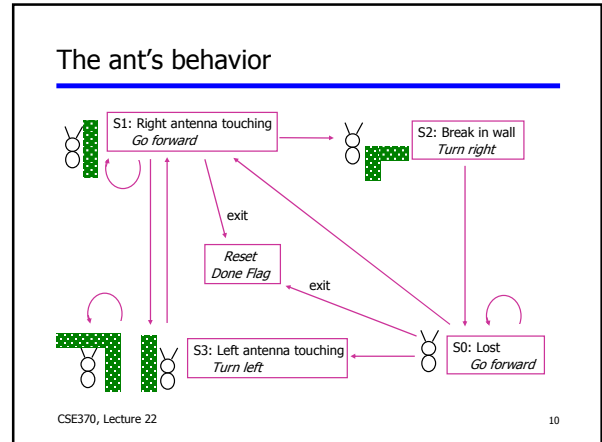 The ant's behavior
S1: Right antenna touching
Go forward
S2: Break in wall
Turn right
exit
Reset
Done Flag
exit
S3: Left antenna touching
Turn left
S0: Lost
Go forward
CSE370, Lecture 22
10